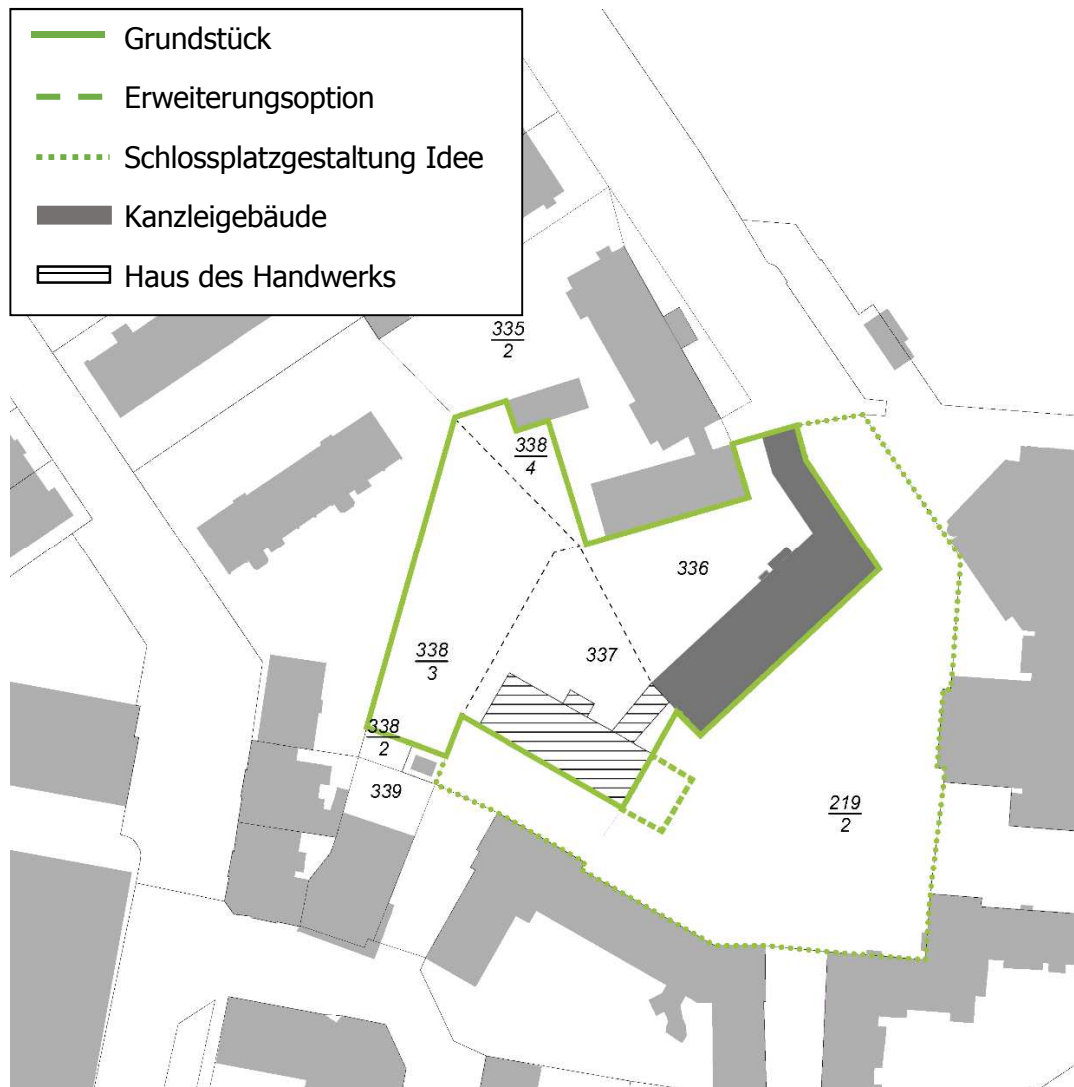 Grundstück
Erweiterungsoption
Schlossplatzgestaltung Idee
Kanzleigebäude
Haus des Handwerks
335
2
338
4
336
337
338
3
338
2
339
219
2